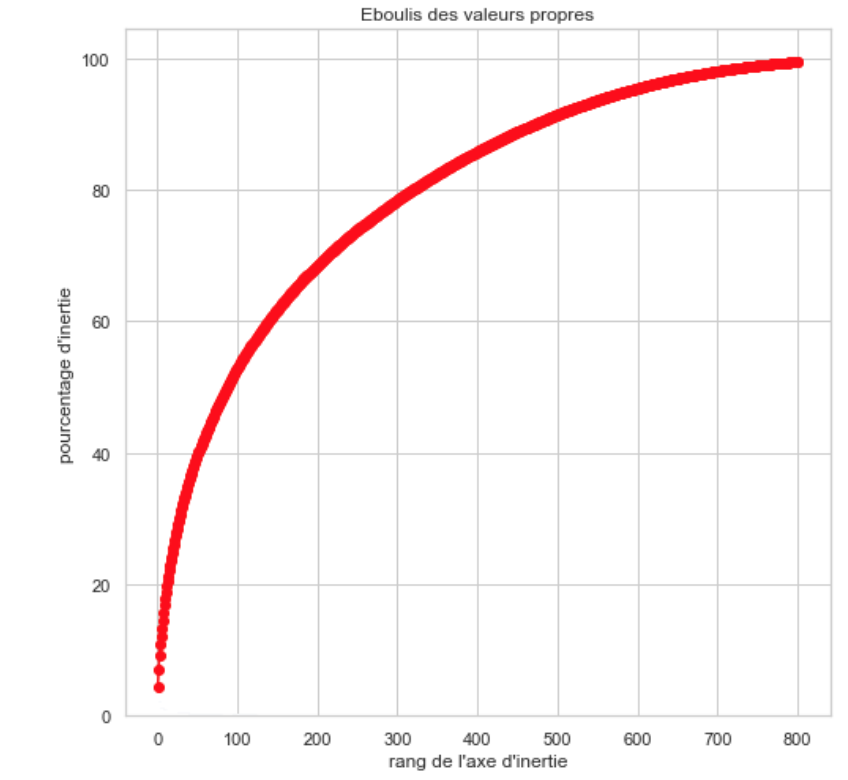 Eboulis des valeurs propres
100
80
60
40
20
0
pourcentage d'inertie
0 100 200 300 400 500 600 700 800
rang de l'axe d'inertie